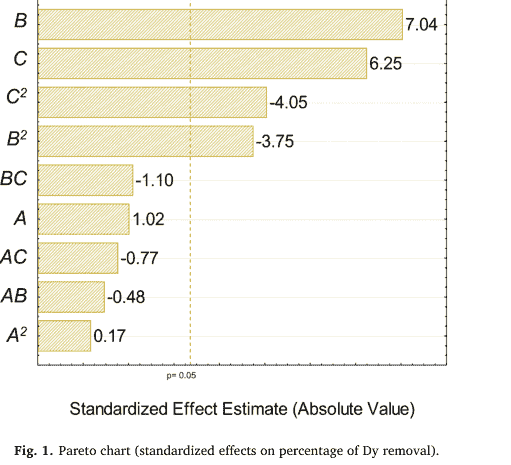 B 7.04
C 6.25
C² -4.05
B² -3.75
BC -1.10
A 1.02
AC -0.77
AB -0.48
A² 0.17
p= 0.05
Standardized Effect Estimate (Absolute Value)
Fig. 1. Pareto chart (standardized effects on percentage of Dy removal).